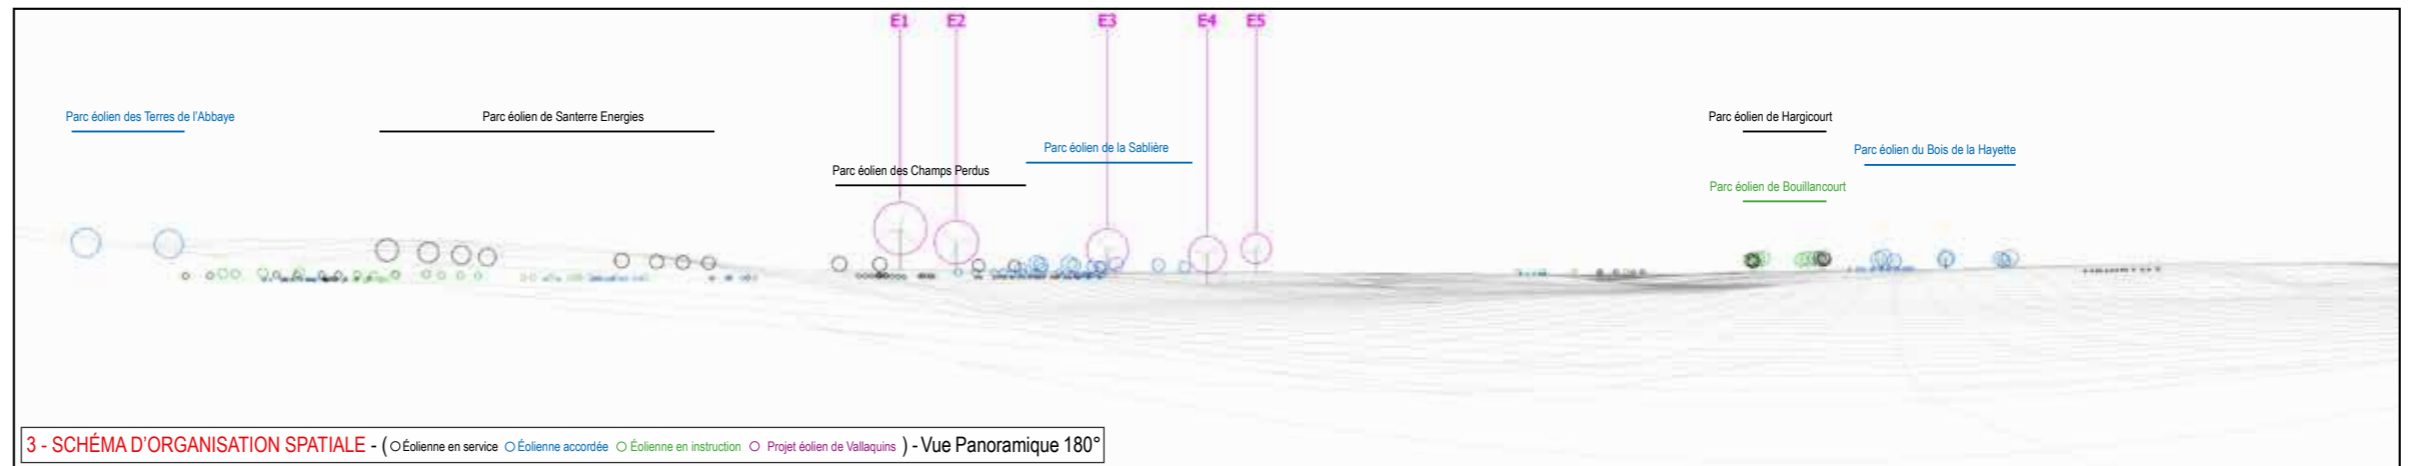 E1 E2 E3 E4 E5
Parc éolien des Terres de l'Abbaye
Parc éolien de Santerre Energies
Parc éolien de Hargicourt
Parc éolien de la Sablière
Parc éolien du Bois de la Hayette
Parc éolien des Champs Perdus
Parc éolien de Bouillancourt
3 - SCHÉMA D'ORGANISATION SPATIALE - ( Éolienne en service Éolienne accordée Éolienne en instruction Projet éolien de Vallaquins ) - Vue Panoramique 180°